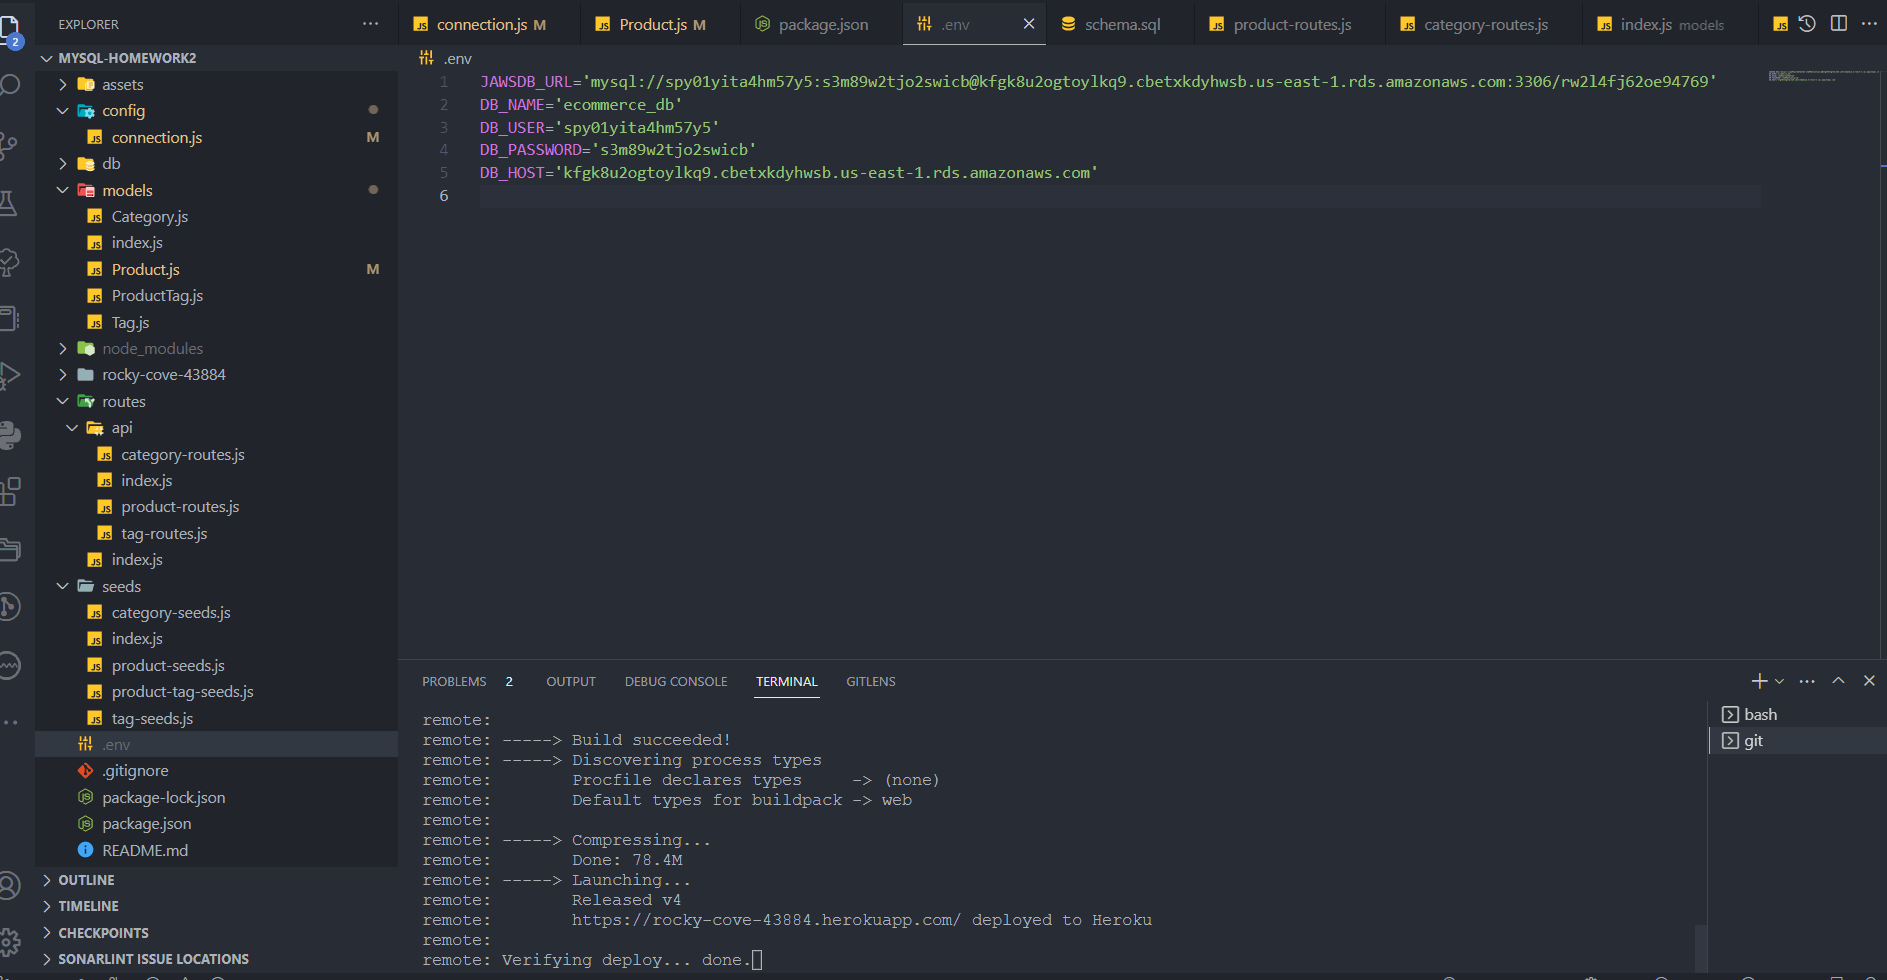 EXPLORER
connection.js M
Product.js M
package.json
.env
schema.sql
product-routes.js
category-routes.js
index.js models
2
MYSQL-HOMEWORK2
assets
config
connection.js M
db
models
Category.js
index.js
Product.js M
ProductTag.js
Tag.js
node_modules
rocky-cove-43884
routes
api
category-routes.js
index.js
product-routes.js
tag-routes.js
index.js
seeds
category-seeds.js
index.js
product-seeds.js
product-tag-seeds.js
tag-seeds.js
.env
.gitignore
package-lock.json
package.json
README.md
OUTLINE
TIMELINE
CHECKPOINTS
SONARLINT ISSUE LOCATIONS
.env
1 JAWSDB_URL='mysql://spy01yita4hm57y5:s3m89w2tjo2swicb@kfgk8u2ogtoylkq9.cbetxkdyhwsb.us-east-1.rds.amazonaws.com:3306/rw2l4fj62oe94769'
2 DB_NAME='ecommerce_db'
3 DB_USER='spy01yita4hm57y5'
4 DB_PASSWORD='s3m89w2tjo2swicb'
5 DB_HOST='kfgk8u2ogtoylkq9.cbetxkdyhwsb.us-east-1.rds.amazonaws.com'
6
PROBLEMS 2 OUTPUT DEBUG CONSOLE TERMINAL GITLENS
remote:
remote: -----> Build succeeded!
remote: -----> Discovering process types
remote:        Procfile declares types     -> (none)
remote:        Default types for buildpack -> web
remote:
remote: -----> Compressing...
remote:        Done: 78.4M
remote: -----> Launching...
remote:        Released v4
remote:        https://rocky-cove-43884.herokuapp.com/ deployed to Heroku
remote:
remote: Verifying deploy... done.
bash
git